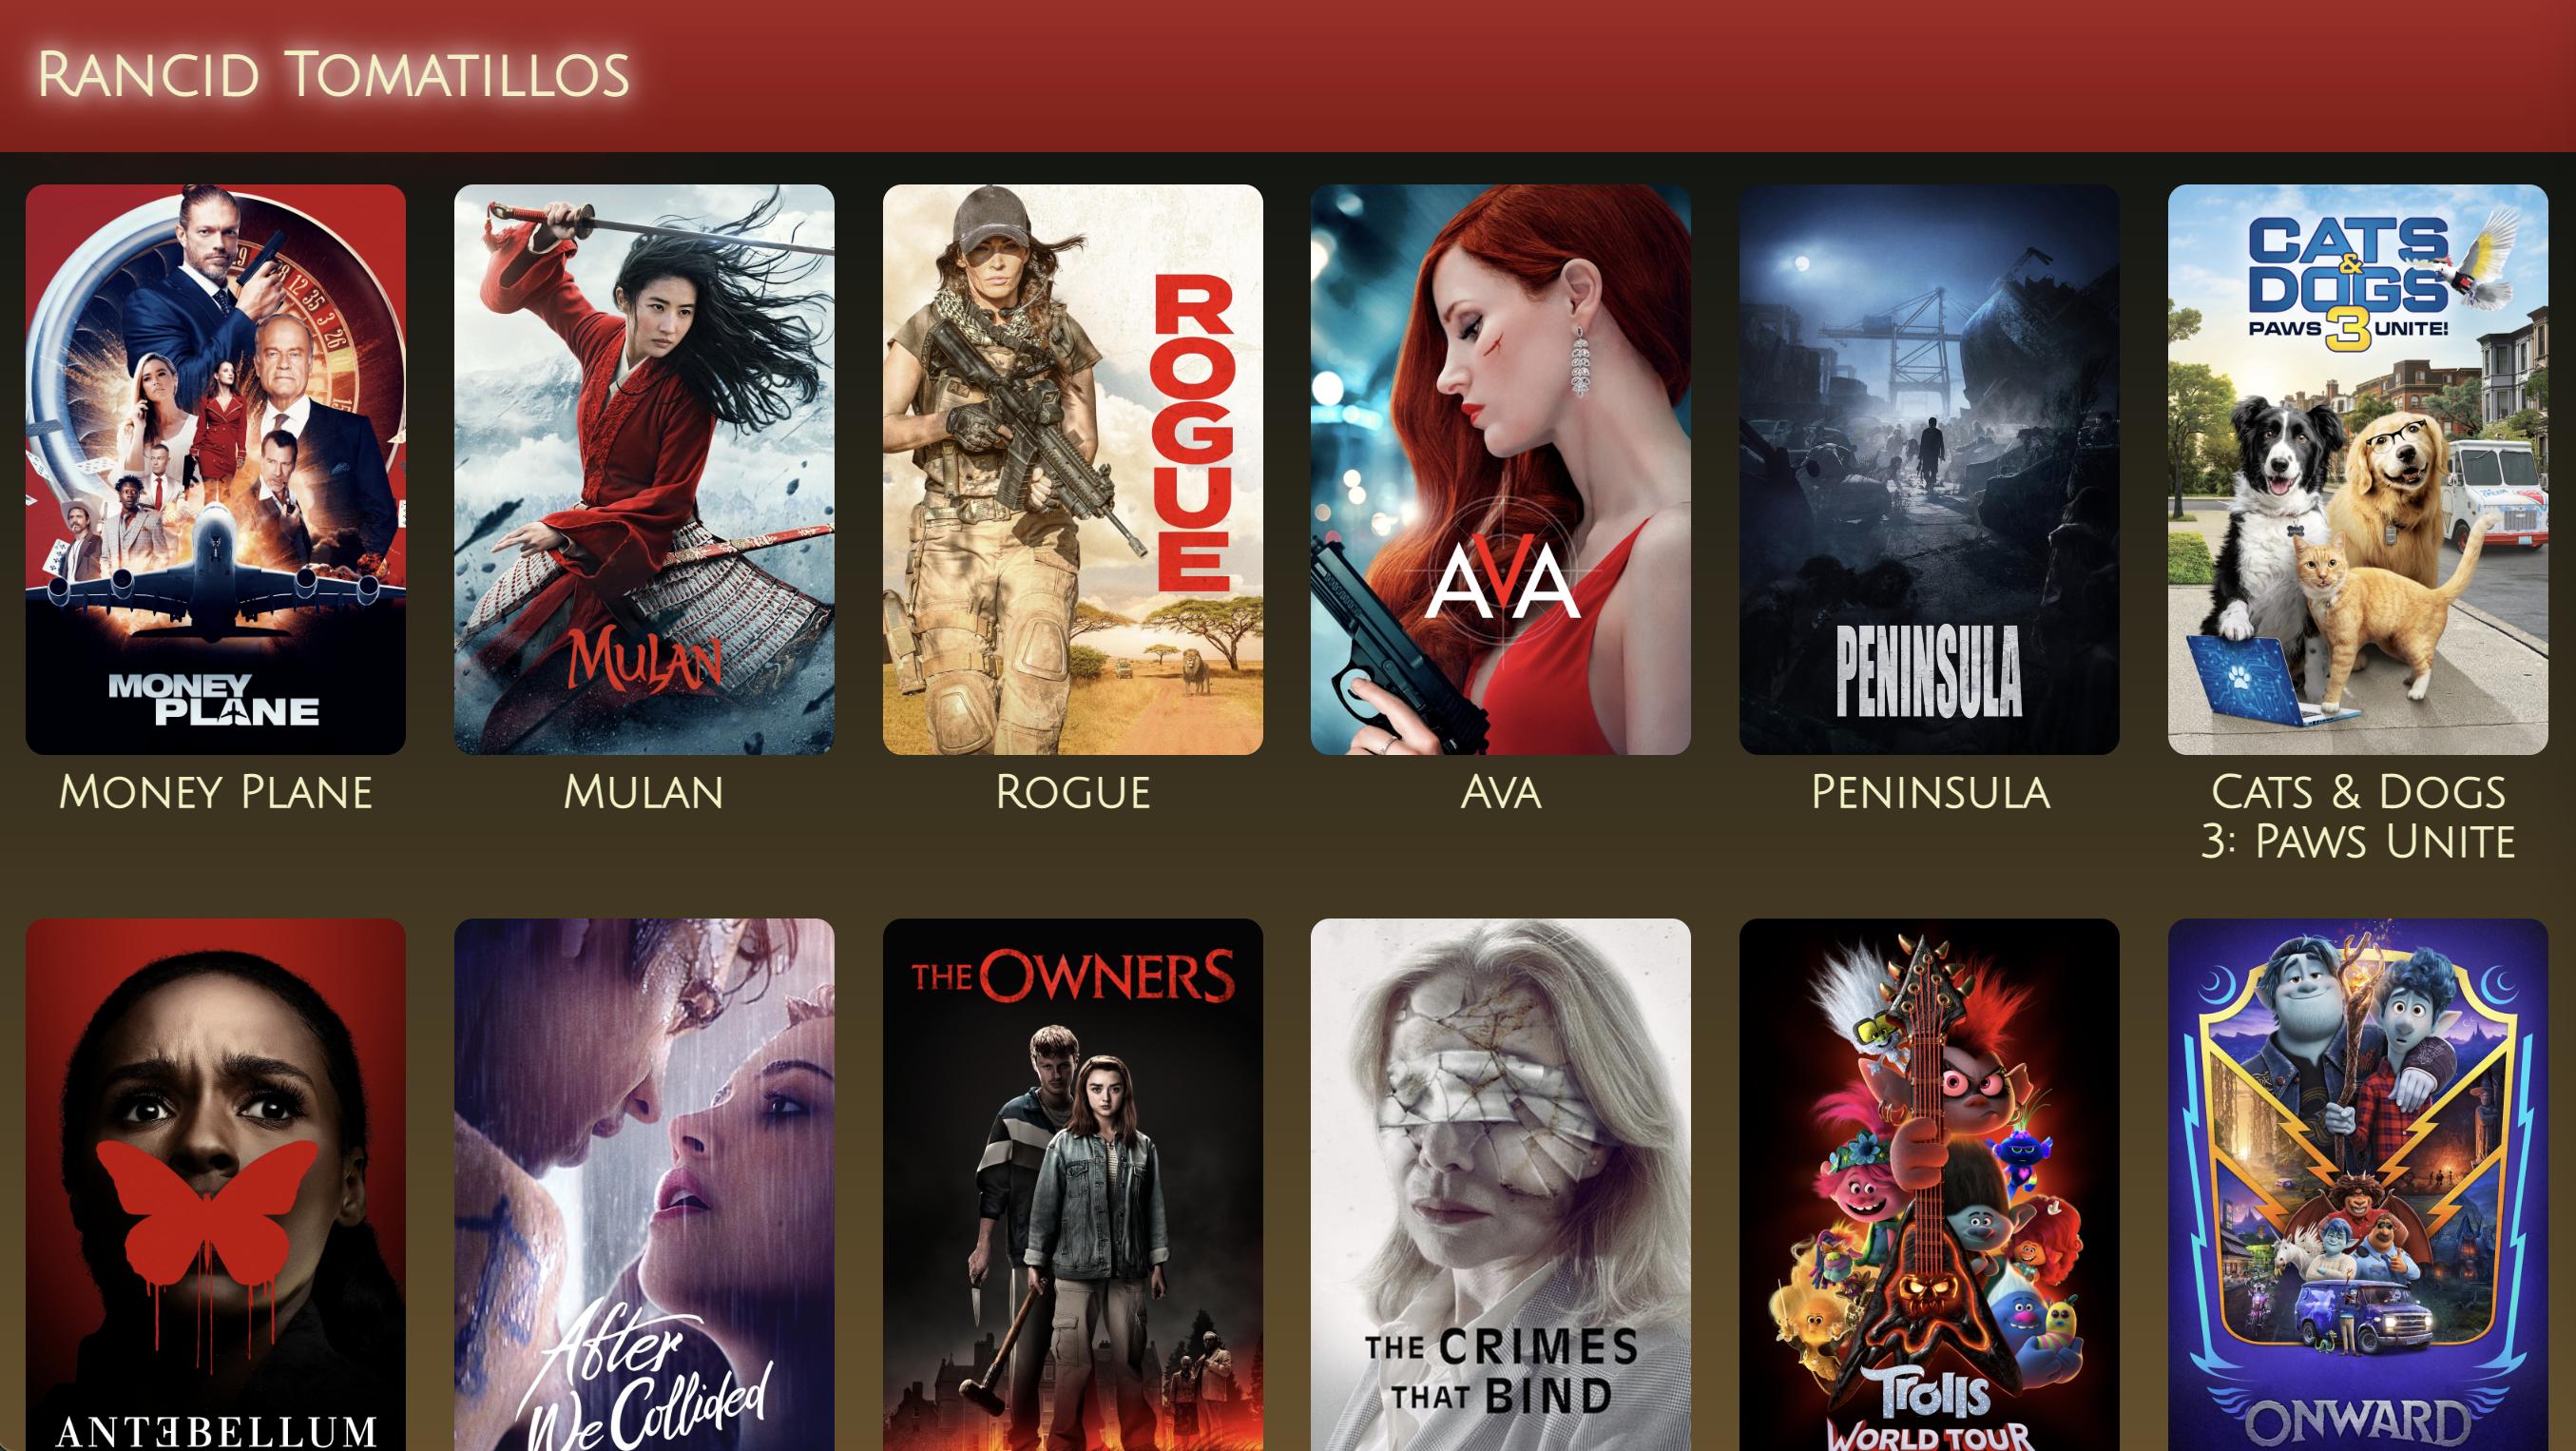 Rancid Tomatillos
MONEY
PLANE
MULAN
ROGUE
AVA
PENINSULA
CATS
&
DOGS
PAWS 3 UNITE!
Money Plane
Mulan
Rogue
Ava
Peninsula
Cats & Dogs
3: Paws Unite
ANTƎBELLUM
After
We Collided
THE OWNERS
THE CRIMES
THAT BIND
Trolls
WORLD TOUR
ONWARD